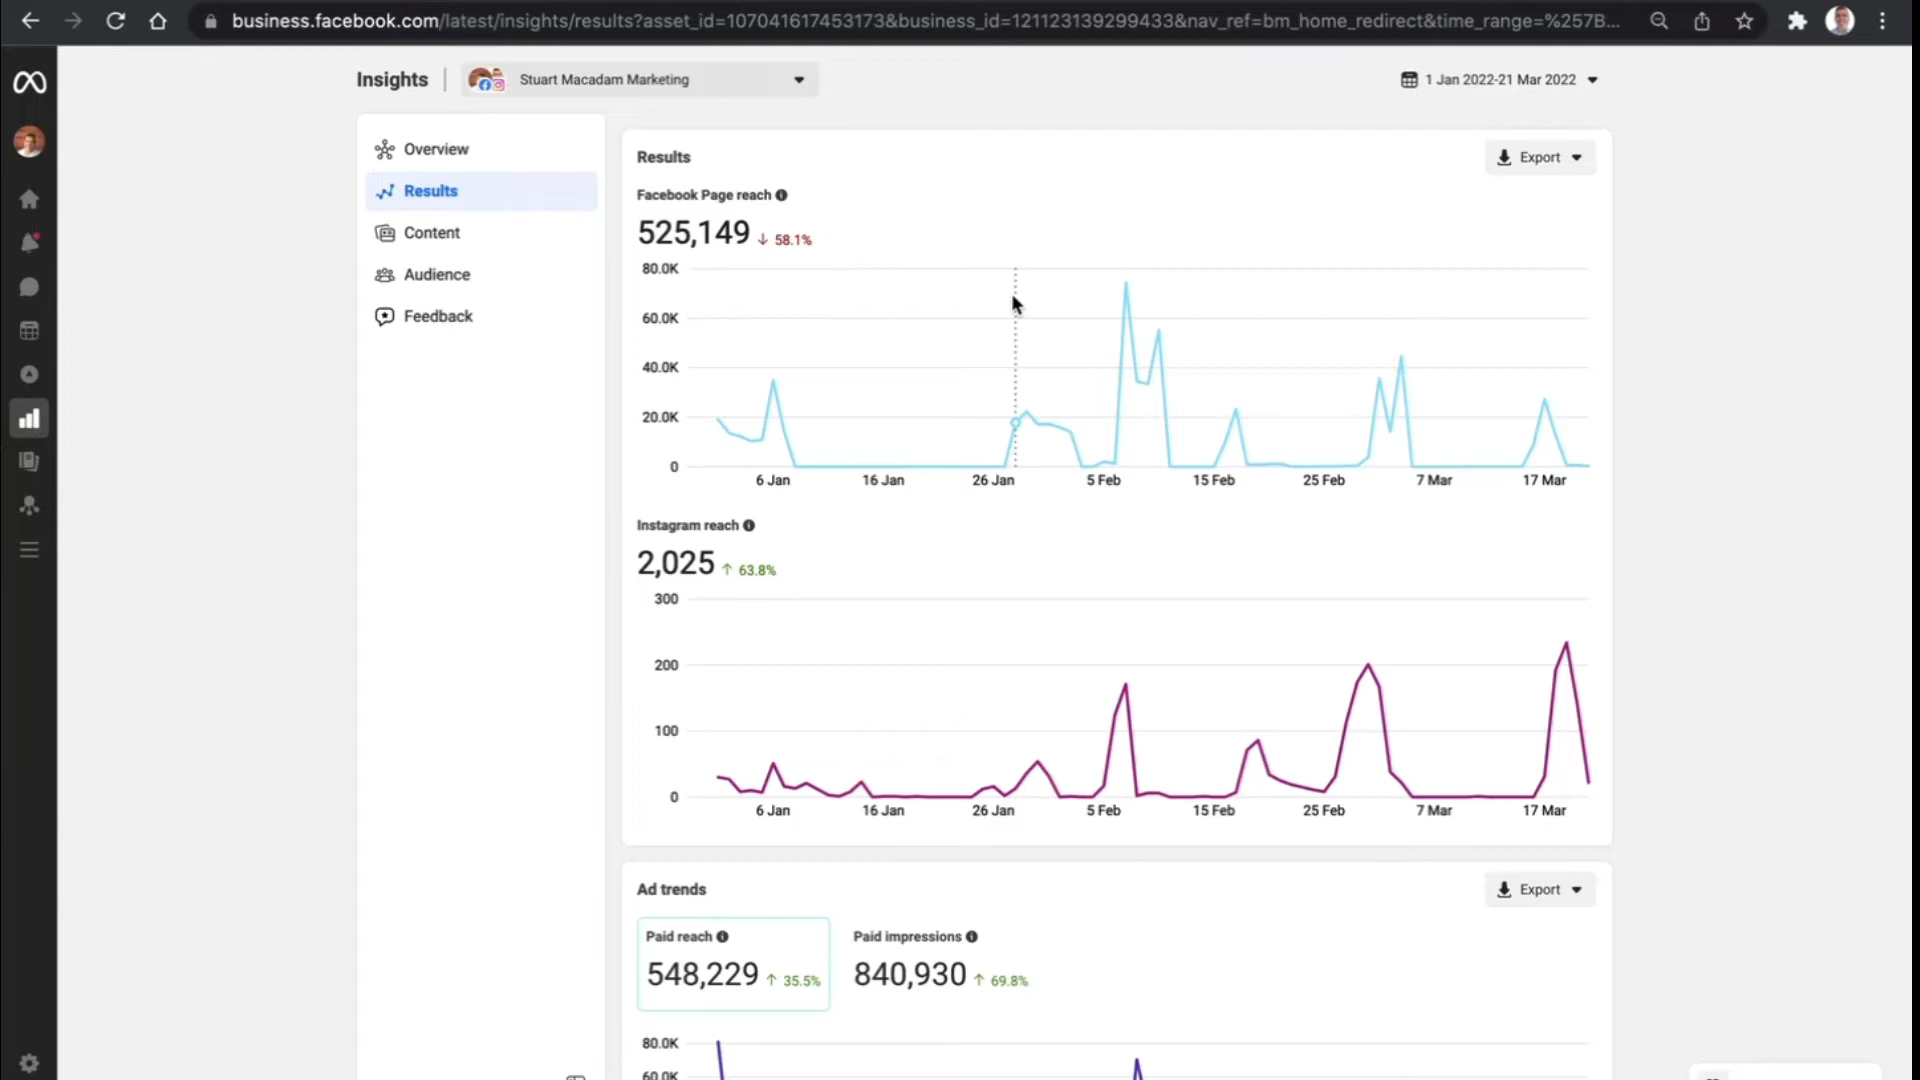 business.facebook.com/latest/insights/results?asset_id=107041617453173&business_id=121123139299433&nav_ref=bm_home_redirect&time_range=%257B...
Insights
Stuart Macadam Marketing
1 Jan 2022-21 Mar 2022
Overview
Results
Content
Audience
Feedback
Results
Export
Facebook Page reach
525,149 ↓ 58.1%
80.0K
60.0K
40.0K
20.0K
0
6 Jan 16 Jan 26 Jan 5 Feb 15 Feb 25 Feb 7 Mar 17 Mar
Instagram reach
2,025 ↑ 63.8%
300
200
100
0
6 Jan 16 Jan 26 Jan 5 Feb 15 Feb 25 Feb 7 Mar 17 Mar
Ad trends
Export
Paid reach
548,229 ↑ 35.5%
Paid impressions
840,930 ↑ 69.8%
80.0K
60.0K